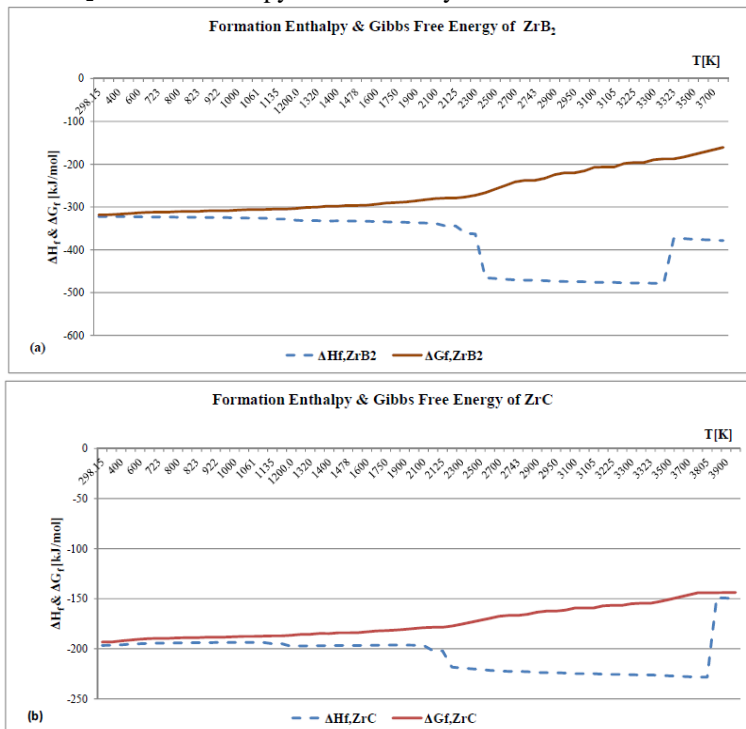 Formation Enthalpy & Gibbs Free Energy of ZrB₂
T[K]
0
298.15 400 600 723 800 823 922 1000 1061 1135 1200.0 1320 1400 1478 1600 1750 1900 2100 2125 2300 2500 2700 2743 2900 2950 3100 3105 3225 3300 3323 3500 3700
-100
-200
-300
-400
-500
-600
ΔHf & ΔGf [kJ/mol]
(a)
ΔHf,ZrB2 ΔGf,ZrB2
Formation Enthalpy & Gibbs Free Energy of ZrC
T[K]
0
298.15 400 600 723 800 823 922 1000 1061 1135 1200.0 1320 1400 1478 1600 1750 1900 2100 2125 2300 2500 2700 2743 2900 2950 3100 3105 3225 3300 3323 3500 3700 3805 3900
-50
-100
-150
-200
-250
ΔHf & ΔGf [kJ/mol]
(b)
ΔHf,ZrC ΔGf,ZrC